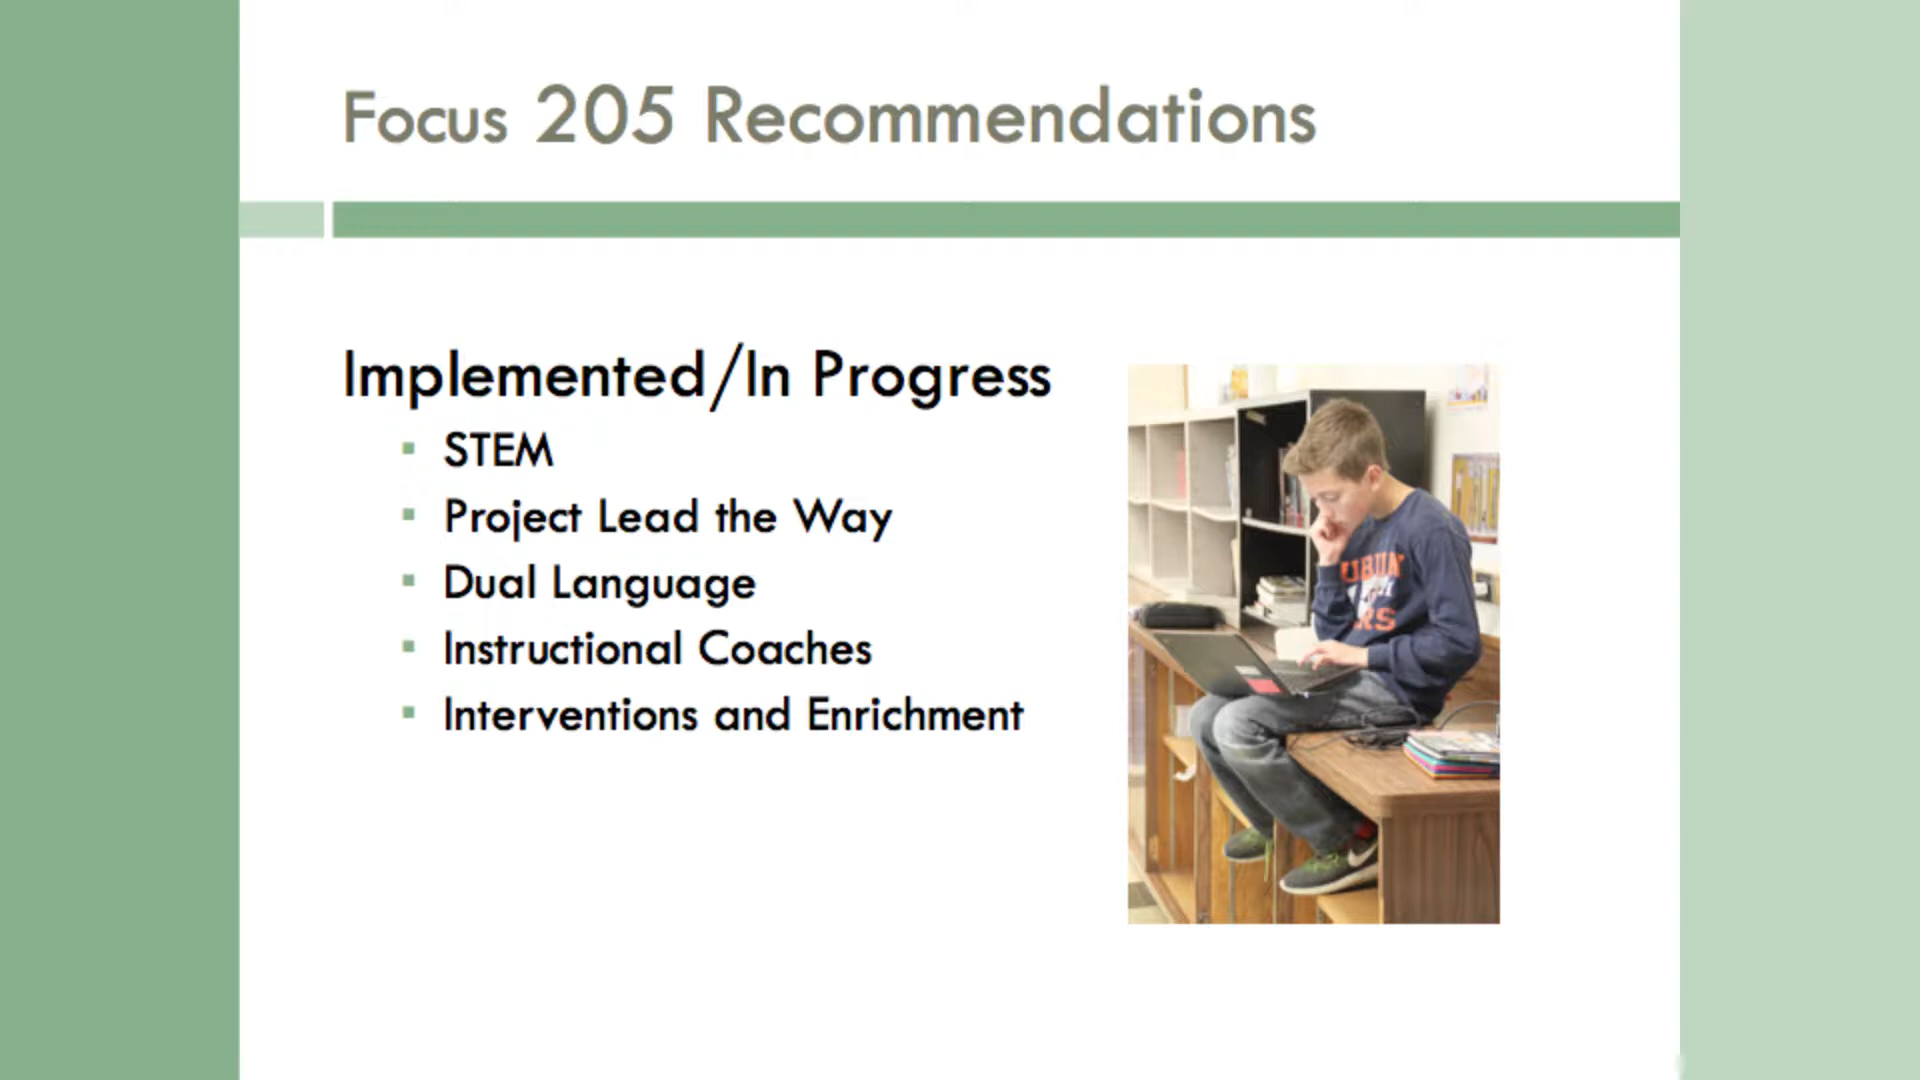 Focus 205 Recommendations
Implemented/In Progress
STEM
Project Lead the Way
Dual Language
Instructional Coaches
Interventions and Enrichment